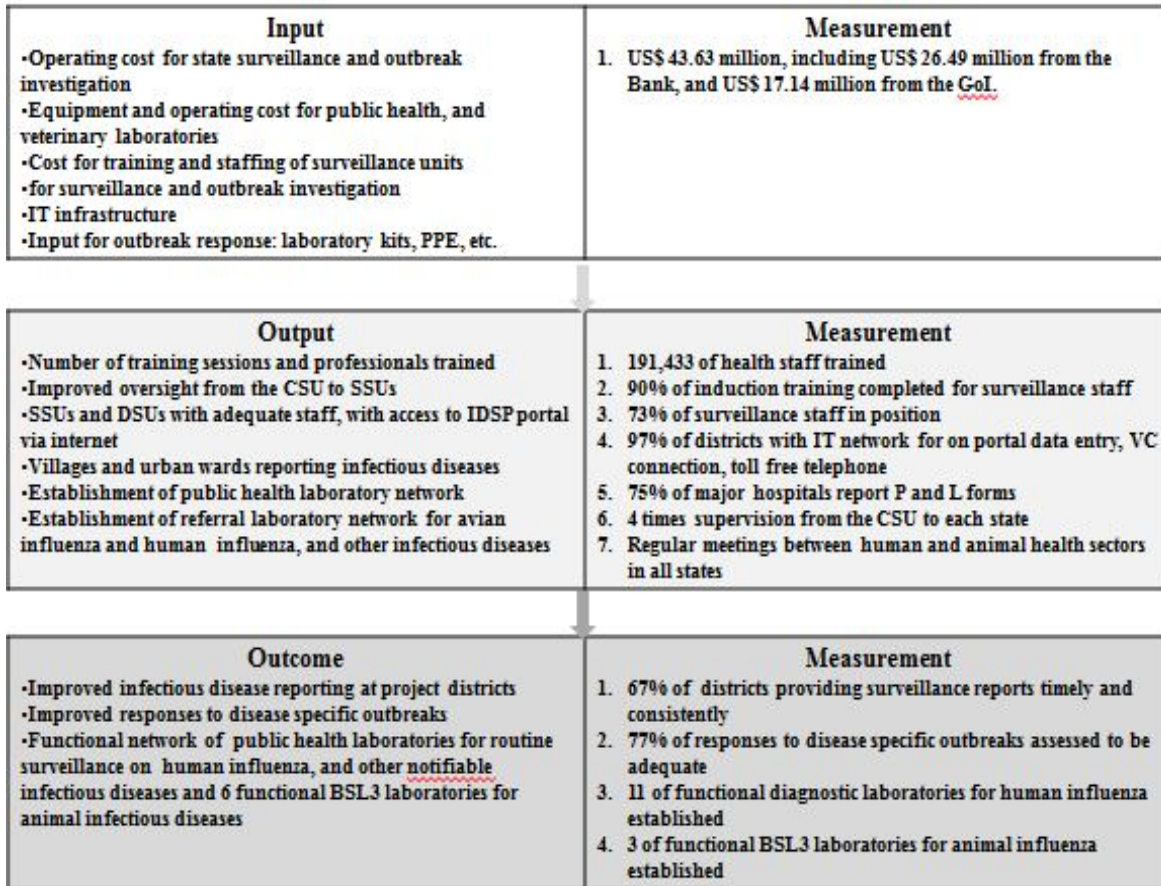 Input
•Operating cost for state surveillance and outbreak
investigation
•Equipment and operating cost for public health, and
veterinary laboratories
•Cost for training and staffing of surveillance units
•for surveillance and outbreak investigation
•IT infrastructure
•Input for outbreak response: laboratory kits, PPE, etc.
Measurement
1. US$ 43.63 million, including US$ 26.49 million from the
Bank, and US$ 17.14 million from the GoI.
Output
•Number of training sessions and professionals trained
•Improved oversight from the CSU to SSUs
•SSUs and DSUs with adequate staff, with access to IDSP portal
via internet
•Villages and urban wards reporting infectious diseases
•Establishment of public health laboratory network
•Establishment of referral laboratory network for avian
influenza and human influenza, and other infectious diseases
Measurement
1. 191,433 of health staff trained
2. 90% of induction training completed for surveillance staff
3. 73% of surveillance staff in position
4. 97% of districts with IT network for on portal data entry, VC
connection, toll free telephone
5. 75% of major hospitals report P and L forms
6. 4 times supervision from the CSU to each state
7. Regular meetings between human and animal health sectors
in all states
Outcome
•Improved infectious disease reporting at project districts
•Improved responses to disease specific outbreaks
•Functional network of public health laboratories for routine
surveillance on human influenza, and other notifiable
infectious diseases and 6 functional BSL3 laboratories for
animal infectious diseases
Measurement
1. 67% of districts providing surveillance reports timely and
consistently
2. 77% of responses to disease specific outbreaks assessed to be
adequate
3. 11 of functional diagnostic laboratories for human influenza
established
4. 3 of functional BSL3 laboratories for animal influenza
established